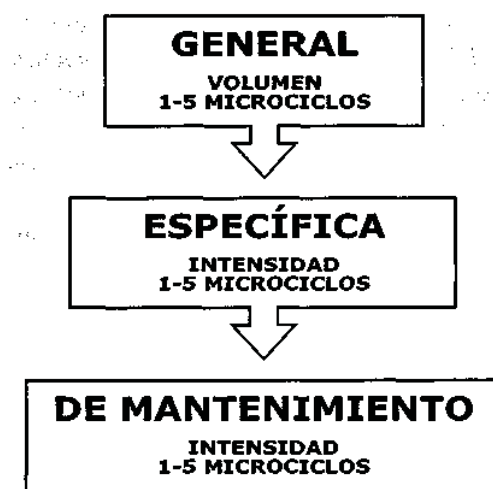 GENERAL
VOLUMEN
1-5 MICROCICLOS
ESPECÍFICA
INTENSIDAD
1-5 MICROCICLOS
DE MANTENIMIENTO
INTENSIDAD
1-5 MICROCICLOS